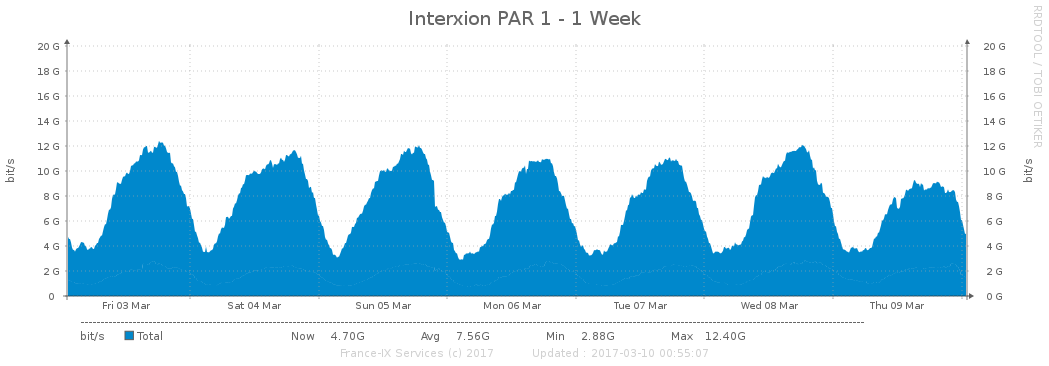 Interxion PAR 1 - 1 Week
RRDTOOL / TOBI OETIKER
bit/s
20 G 20 G
18 G 18 G
16 G 16 G
14 G 14 G
12 G 12 G
10 G 10 G
8 G 8 G
6 G 6 G
4 G 4 G
2 G 2 G
0 0 G
bit/s
Fri 03 Mar Sat 04 Mar Sun 05 Mar Mon 06 Mar Tue 07 Mar Wed 08 Mar Thu 09 Mar
bit/s Total Now 4.70G Avg 7.56G Min 2.88G Max 12.40G
France-IX Services (c) 2017 Updated : 2017-03-10 00:55:07